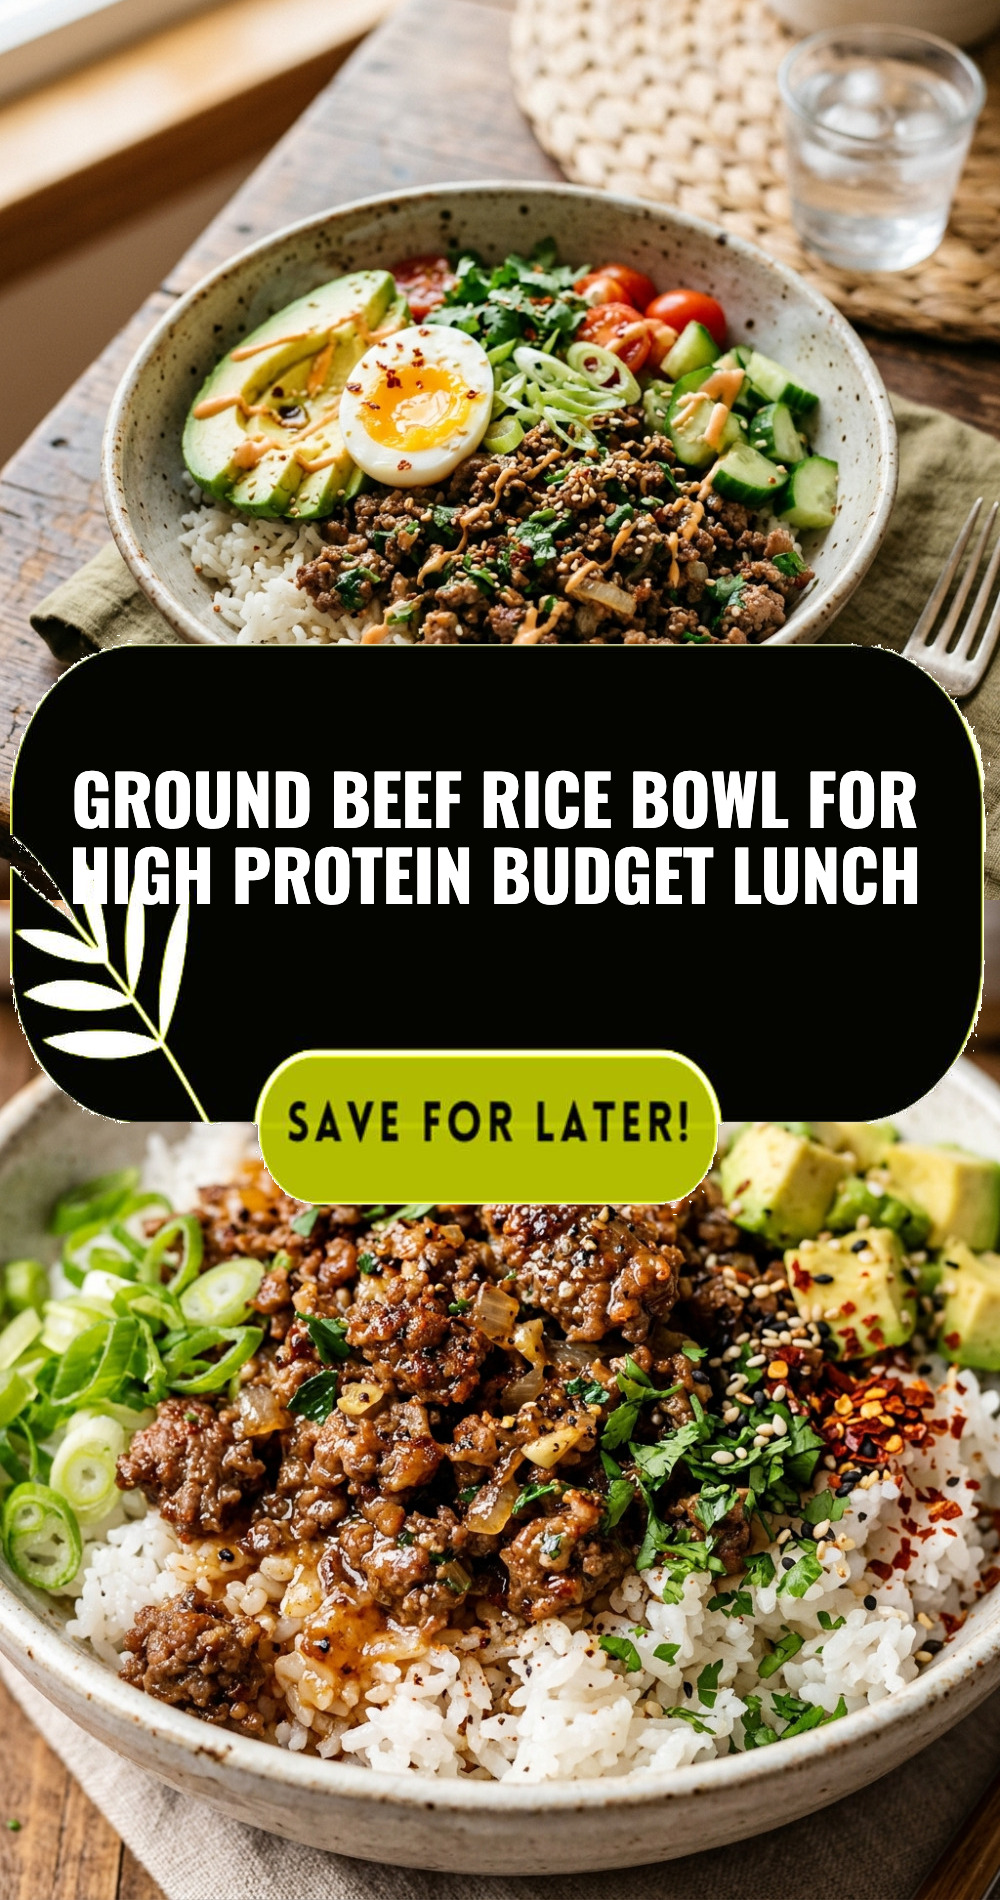 GROUND BEEF RICE BOWL FOR
HIGH PROTEIN BUDGET LUNCH
SAVE FOR LATER!